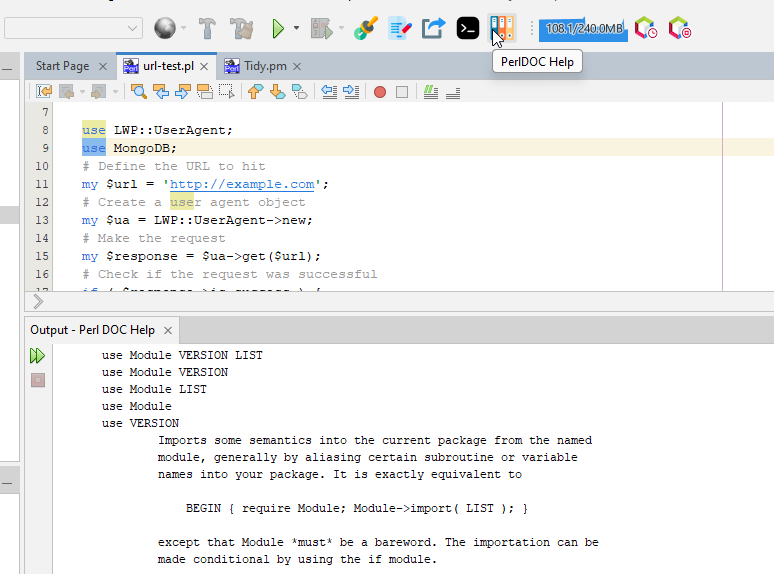 108.1/240.0MB
PerlDOC Help
Start Page
url-test.pl
Tidy.pm
7
8 use LWP::UserAgent;
9 use MongoDB;
10 # Define the URL to hit
11 my $url = 'http://example.com';
12 # Create a user agent object
13 my $ua = LWP::UserAgent->new;
14 # Make the request
15 my $response = $ua->get($url);
16 # Check if the request was successful
17 if ( $response->is_success ) {
Output - Perl DOC Help
use Module VERSION LIST
use Module VERSION
use Module LIST
use Module
use VERSION
Imports some semantics into the current package from the named
module, generally by aliasing certain subroutine or variable
names into your package. It is exactly equivalent to
BEGIN { require Module; Module->import( LIST ); }
except that Module *must* be a bareword. The importation can be
made conditional by using the if module.